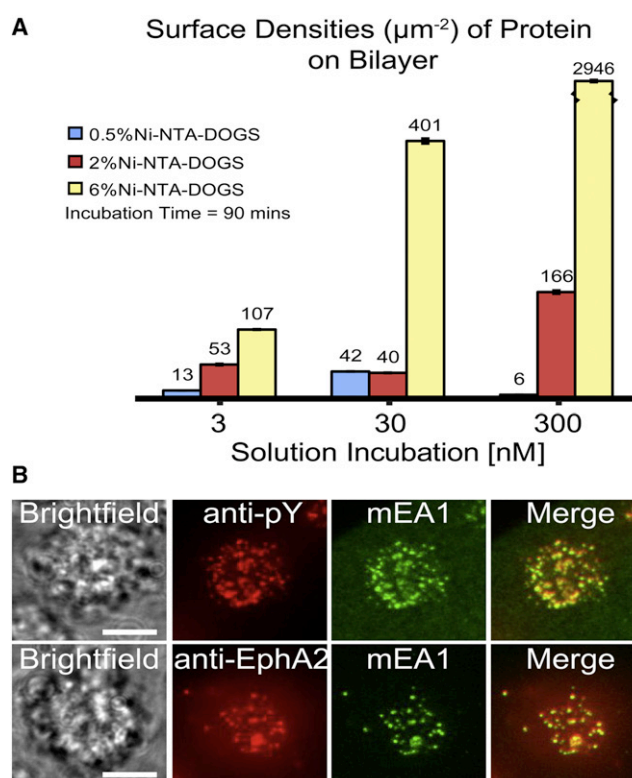 A
Surface Densities (µm⁻²) of Protein
on Bilayer
0.5%Ni-NTA-DOGS
2%Ni-NTA-DOGS
6%Ni-NTA-DOGS
Incubation Time = 90 mins
13
53
107
42
40
401
6
166
2946
3
30
300
Solution Incubation [nM]
B
Brightfield
anti-pY
mEA1
Merge
Brightfield
anti-EphA2
mEA1
Merge